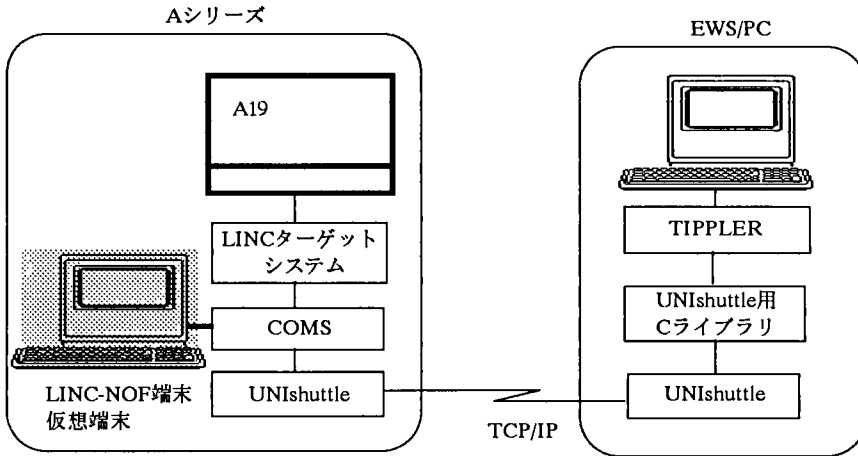 Aシリーズ
A19
LINCターゲット
システム
COMS
UNIshuttle
LINC-NOF端末
仮想端末
TCP/IP
EWS/PC
TIPPLER
UNIshuttle用
Cライブラリ
UNIshuttle